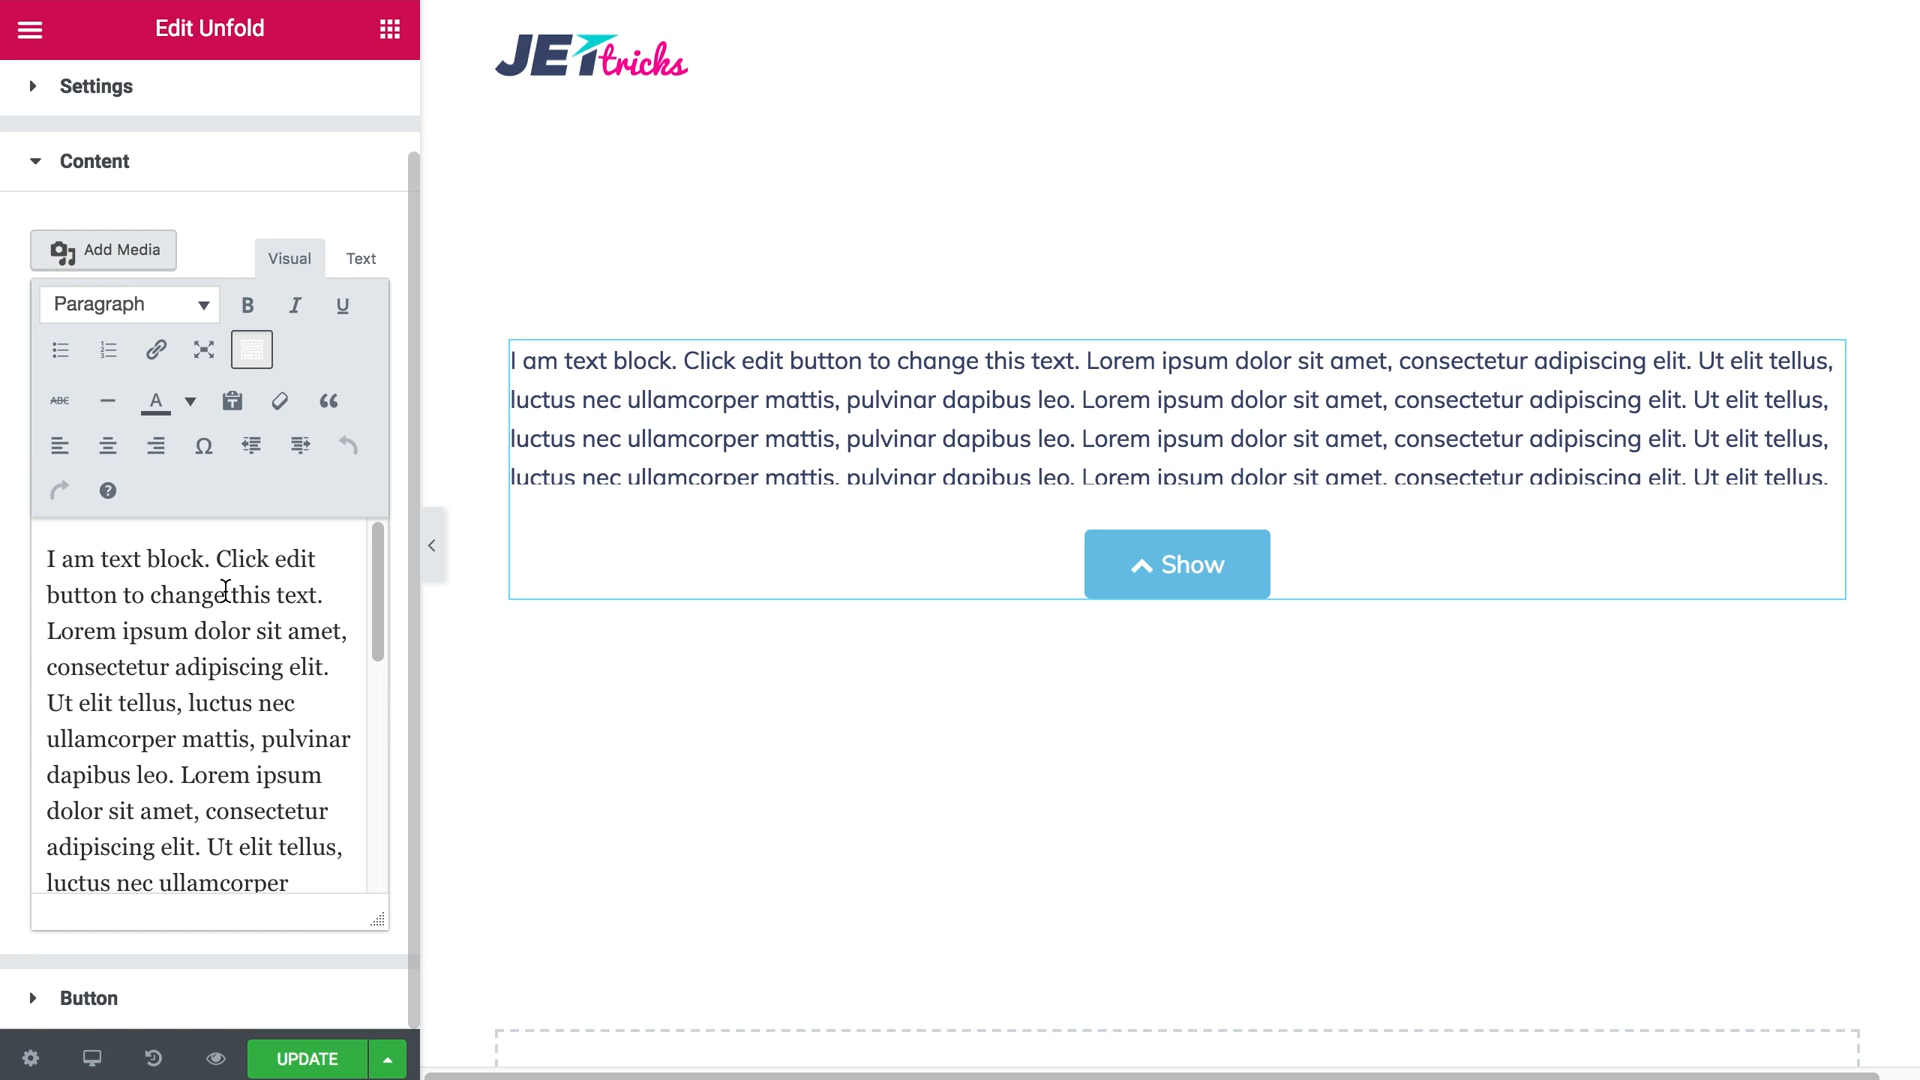 Edit Unfold
Settings
Content
Add Media
Visual
Text
Paragraph
B
I
U
ABC
A
I am text block. Click edit
button to change this text.
Lorem ipsum dolor sit amet,
consectetur adipiscing elit.
Ut elit tellus, luctus nec
ullamcorper mattis, pulvinar
dapibus leo. Lorem ipsum
dolor sit amet, consectetur
adipiscing elit. Ut elit tellus,
luctus nec ullamcorper
Button
UPDATE
JET tricks
I am text block. Click edit button to change this text. Lorem ipsum dolor sit amet, consectetur adipiscing elit. Ut elit tellus,
luctus nec ullamcorper mattis, pulvinar dapibus leo. Lorem ipsum dolor sit amet, consectetur adipiscing elit. Ut elit tellus,
luctus nec ullamcorper mattis, pulvinar dapibus leo. Lorem ipsum dolor sit amet, consectetur adipiscing elit. Ut elit tellus,
luctus nec ullamcorper mattis, pulvinar dapibus leo. Lorem ipsum dolor sit amet, consectetur adipiscing elit. Ut elit tellus,
Show